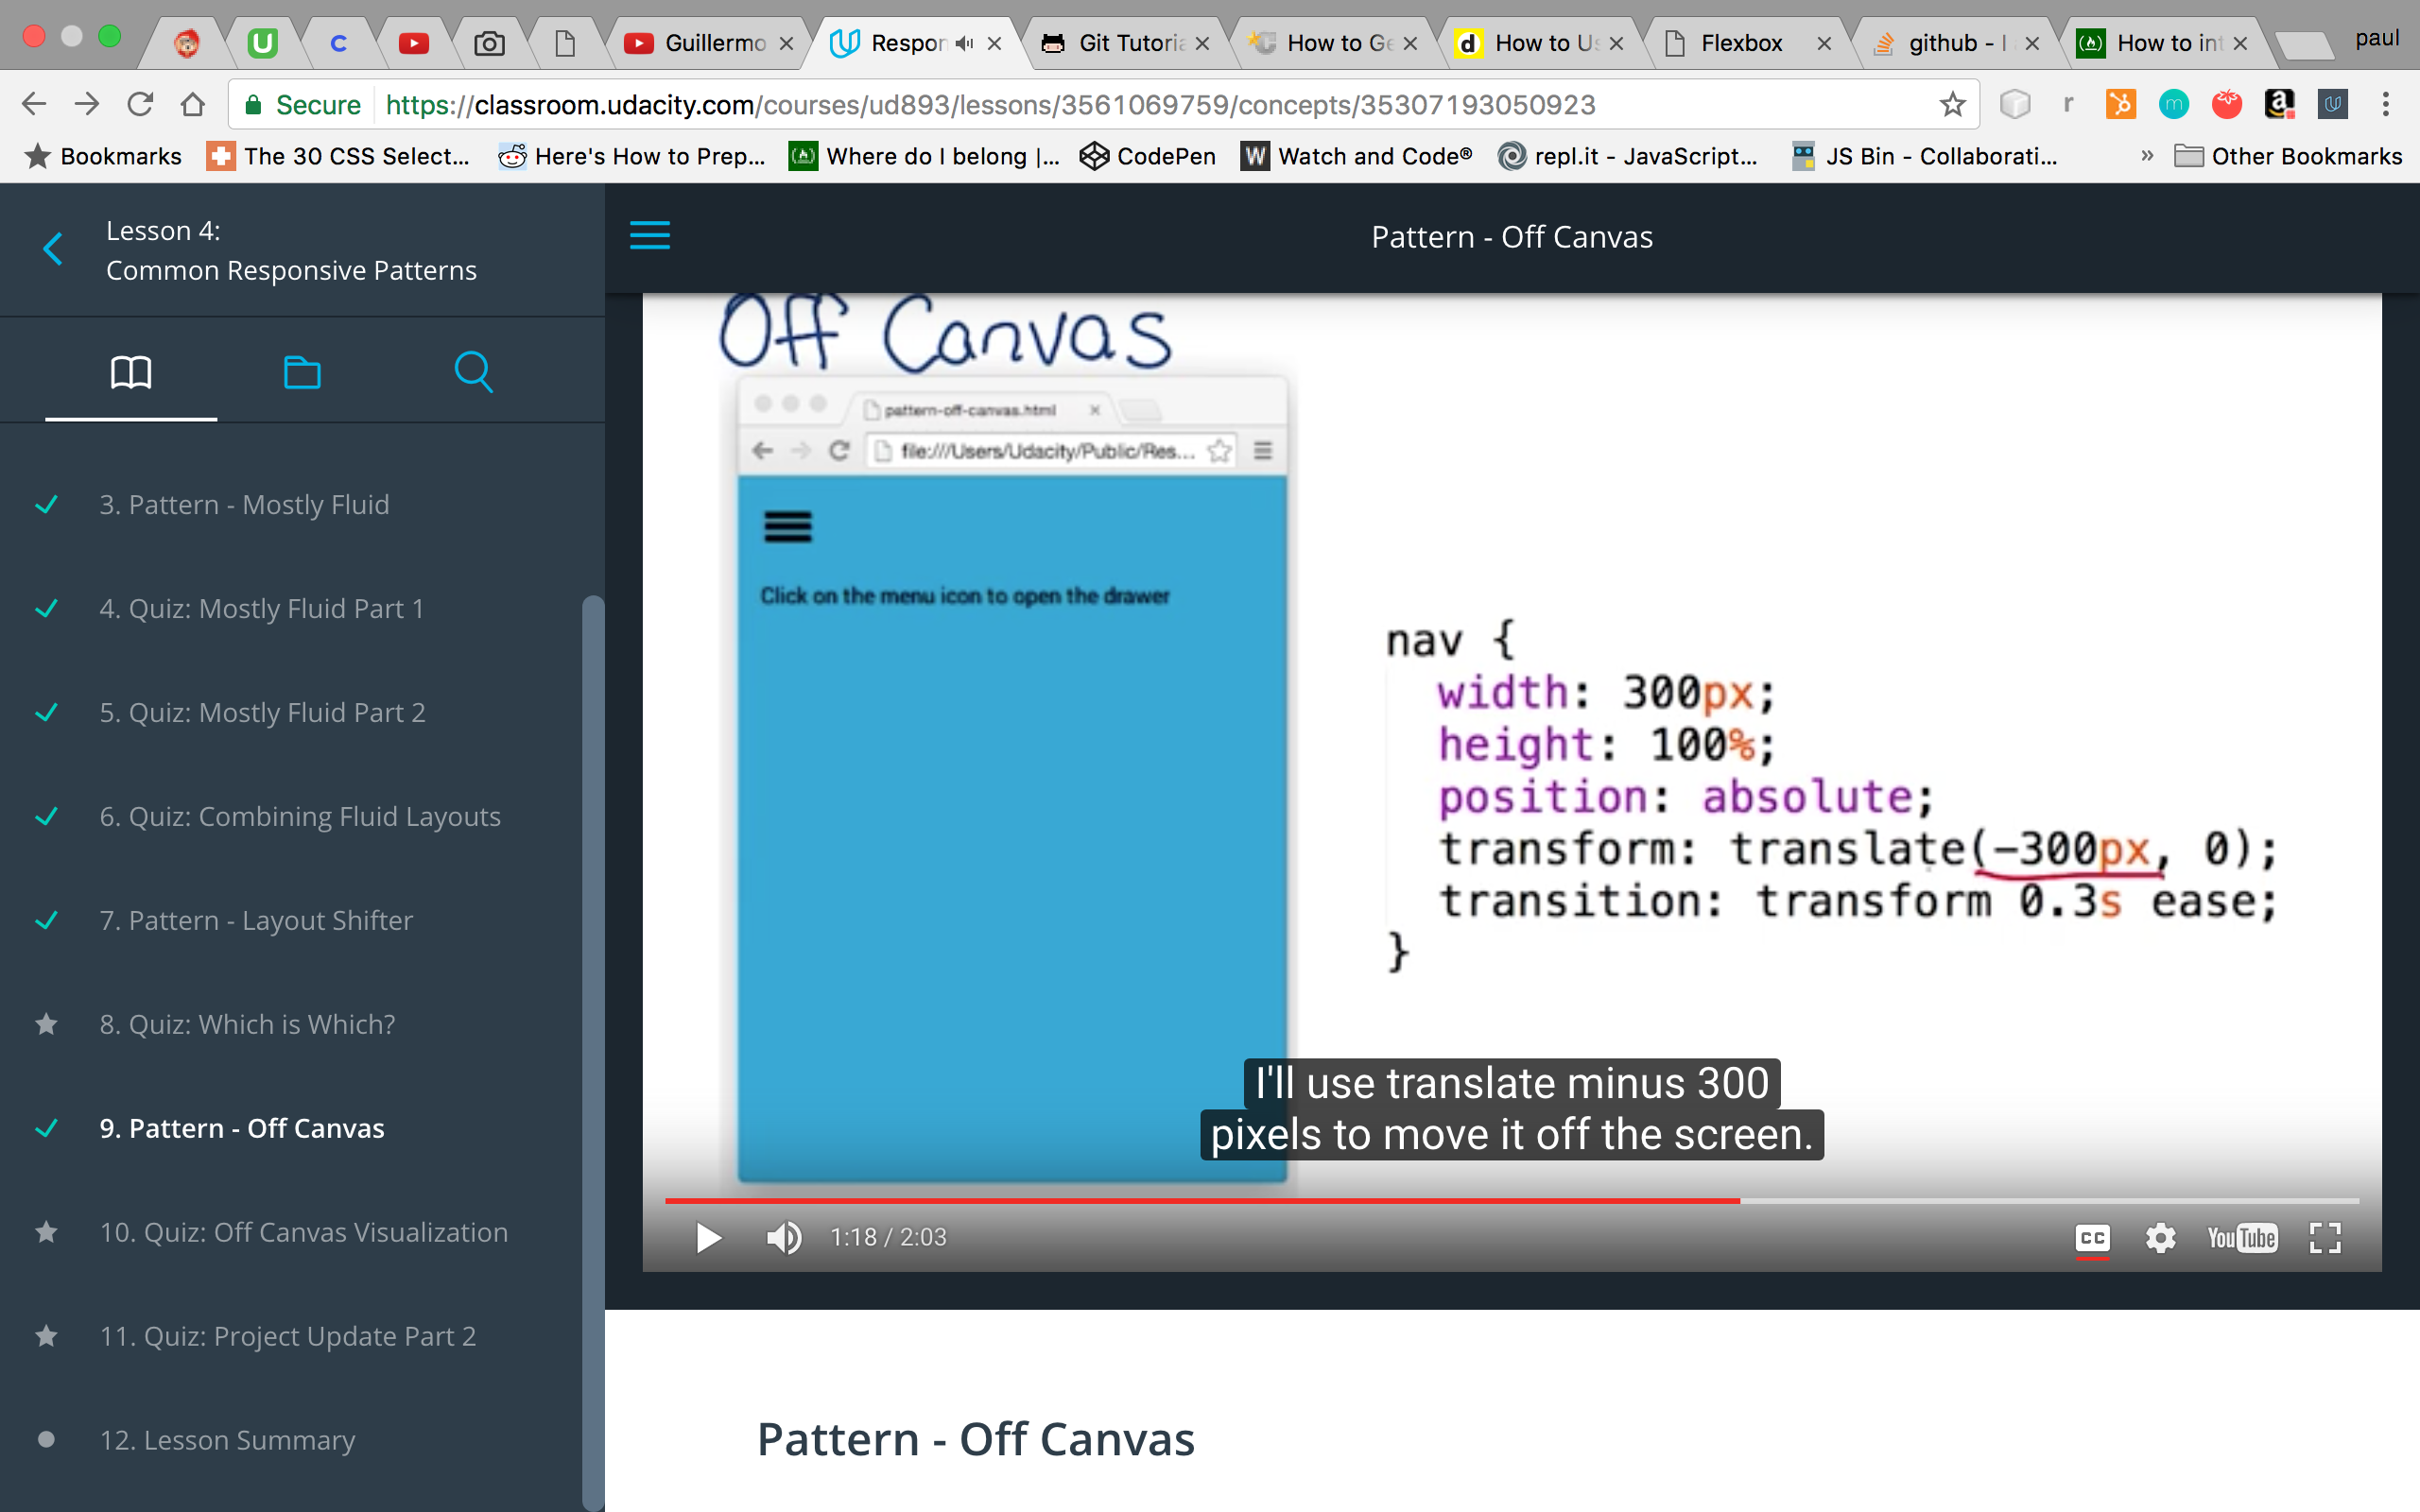 Guillermo
Respon
Git Tutoria
How to Ge
How to Us
Flexbox
github - I
How to int
paul
Secure
https://classroom.udacity.com/courses/ud893/lessons/3561069759/concepts/35307193050923
Bookmarks
The 30 CSS Select...
Here's How to Prep...
Where do I belong |...
CodePen
Watch and Code®
repl.it - JavaScript...
JS Bin - Collaborati...
»
Other Bookmarks
Lesson 4:
Common Responsive Patterns
3. Pattern - Mostly Fluid
4. Quiz: Mostly Fluid Part 1
5. Quiz: Mostly Fluid Part 2
6. Quiz: Combining Fluid Layouts
7. Pattern - Layout Shifter
8. Quiz: Which is Which?
9. Pattern - Off Canvas
10. Quiz: Off Canvas Visualization
11. Quiz: Project Update Part 2
12. Lesson Summary
Pattern - Off Canvas
Off Canvas
pattern-off-canvas.html
file:///Users/Udacity/Public/Res...
Click on the menu icon to open the drawer
nav {
width: 300px;
height: 100%;
position: absolute;
transform: translate(-300px, 0);
transition: transform 0.3s ease;
}
I'll use translate minus 300
pixels to move it off the screen.
1:18 / 2:03
CC
YouTube
Pattern - Off Canvas